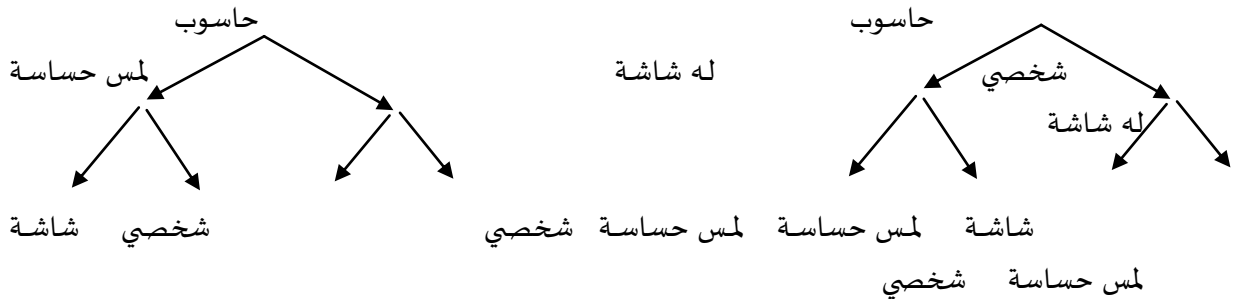 حاسوب حاسوب
شخصي له شاشة لمس حساسة
له شاشة
شاشة لمس حساسة لمس حساسة شخصي شخصي شاشة
لمس حساسة شخصي